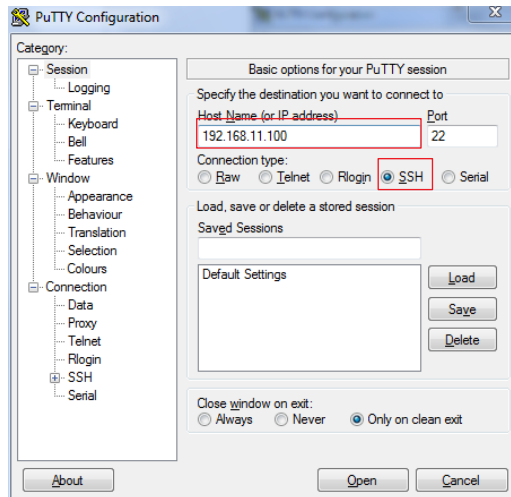 PuTTY Configuration
Category:
Session
Logging
Terminal
Keyboard
Bell
Features
Window
Appearance
Behaviour
Translation
Selection
Colours
Connection
Data
Proxy
Telnet
Rlogin
SSH
Serial
Basic options for your PuTTY session
Specify the destination you want to connect to
Host Name (or IP address) Port
192.168.11.100 22
Connection type:
Raw Telnet Rlogin SSH Serial
Load, save or delete a stored session
Saved Sessions
Default Settings
Load
Save
Delete
Close window on exit:
Always Never Only on clean exit
About Open Cancel